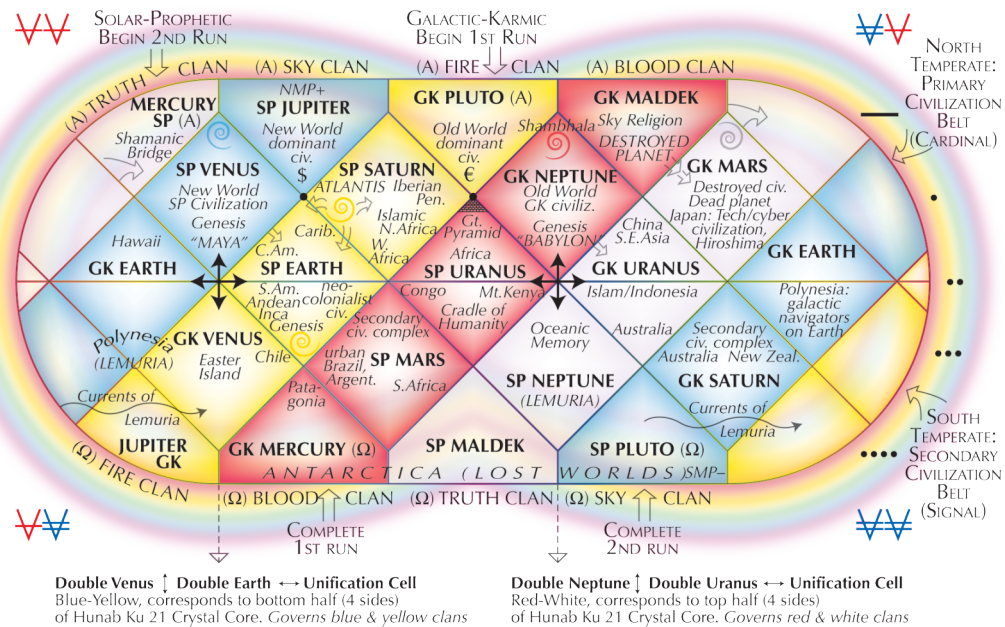 SOLAR-PROPHETIC
BEGIN 2ND RUN
GALACTIC-KARMIC
BEGIN 1ST RUN
(A) TRUTH CLAN
(A) SKY CLAN
(A) FIRE CLAN
(A) BLOOD CLAN
NORTH
TEMPERATE:
PRIMARY
CIVILIZATION
BELT
(CARDINAL)
MERCURY
SP (A)
Shamanic
Bridge
NMP+
SP JUPITER
New World
dominant
civ.
$
GK PLUTO (A)
Old World
dominant
civ.
€
GK MALDEK
Sky Religion
DESTROYED
PLANET
Shambhala
SP VENUS
New World
SP Civilization
Genesis
"MAYA"
SP SATURN
ATLANTIS Iberian
Pen.
Islamic
N.Africa
W.
Africa
Carib.
C.Am.
GK NEPTUNE
Old World
GK civiliz.
Genesis
"BABYLON"
GK MARS
Destroyed civ.
Dead planet
Japan: Tech/cyber
civilization,
Hiroshima
China
S.E.Asia
Hawaii
GK EARTH
SP EARTH
Gt.
Pyramid
Africa
SP URANUS
GK URANUS
GK EARTH
S.Am.
Andean
Inca
Genesis
neo-
colonialist
civ.
Congo
Mt.Kenya
Cradle of
Humanity
Islam/Indonesia
Polynesia:
galactic
navigators
on Earth
Polynesia
(LEMURIA)
GK VENUS
Easter
Island
Chile
Secondary
civ. complex
urban
Brazil,
Argent.
SP MARS
S.Africa
Oceanic
Memory
Australia
Secondary
civ. complex
Australia New Zeal.
GK SATURN
Currents of
Lemuria
Pata-
gonia
SP NEPTUNE
(LEMURIA)
Currents of
Lemuria
JUPITER
GK
GK MERCURY (Ω)
SP MALDEK
SP PLUTO (Ω)
ANTARCTICA (LOST WORLDS) SMP–
SOUTH
TEMPERATE:
SECONDARY
CIVILIZATION
BELT
(SIGNAL)
(Ω) FIRE CLAN
(Ω) BLOOD CLAN
(Ω) TRUTH CLAN
(Ω) SKY CLAN
COMPLETE
1ST RUN
COMPLETE
2ND RUN
Double Venus ↕ Double Earth ↔ Unification Cell
Blue-Yellow, corresponds to bottom half (4 sides)
of Hunab Ku 21 Crystal Core. Governs blue & yellow clans
Double Neptune ↕ Double Uranus ↔ Unification Cell
Red-White, corresponds to top half (4 sides)
of Hunab Ku 21 Crystal Core. Governs red & white clans